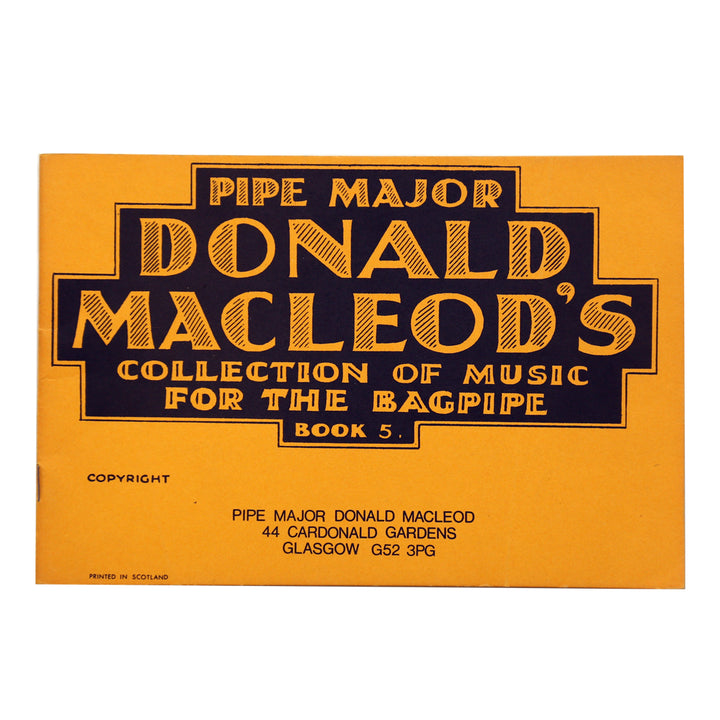 PIPE MAJOR
DONALD
MACLEOD'S
COLLECTION OF MUSIC
FOR THE BAGPIPE
BOOK 5.
COPYRIGHT
PIPE MAJOR DONALD MACLEOD
44 CARDONALD GARDENS
GLASGOW G52 3PG
PRINTED IN SCOTLAND